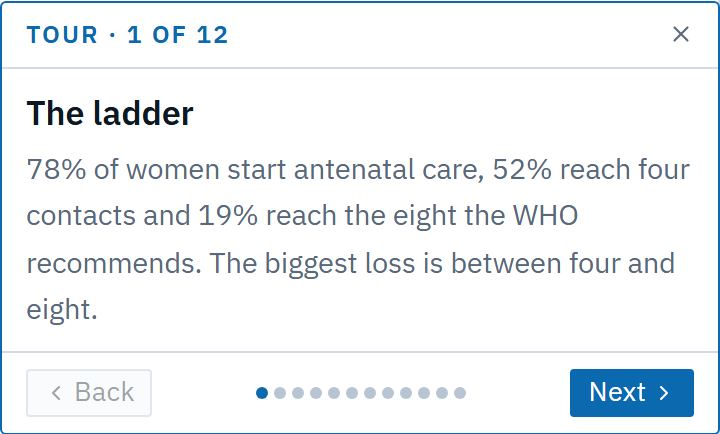 TOUR · 1 OF 12
The ladder
78% of women start antenatal care, 52% reach four
contacts and 19% reach the eight the WHO
recommends. The biggest loss is between four and
eight.
Back
Next